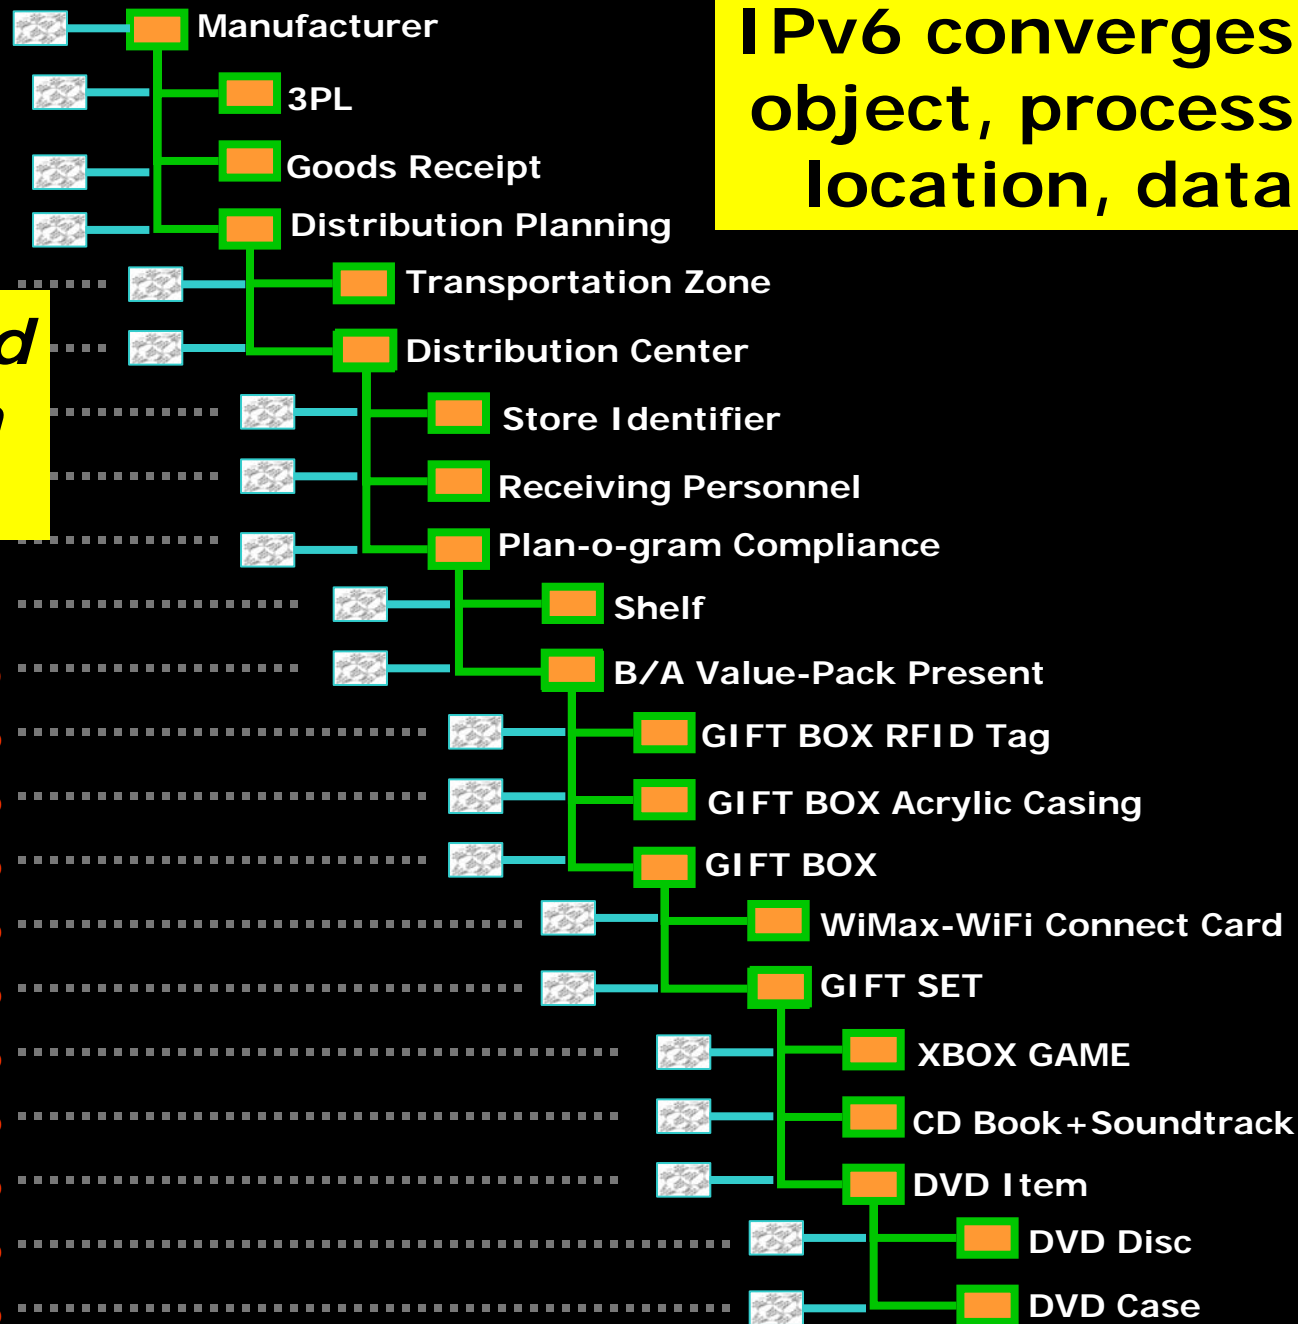 Manufacturer
IPv6 converges
object, process
location, data
3PL
Goods Receipt
Distribution Planning
Transportation Zone
Distribution Center
Store Identifier
Receiving Personnel
Plan-o-gram Compliance
Shelf
B/A Value-Pack Present
GIFT BOX RFID Tag
GIFT BOX Acrylic Casing
GIFT BOX
WiMax-WiFi Connect Card
GIFT SET
XBOX GAME
CD Book+Soundtrack
DVD Item
DVD Disc
DVD Case